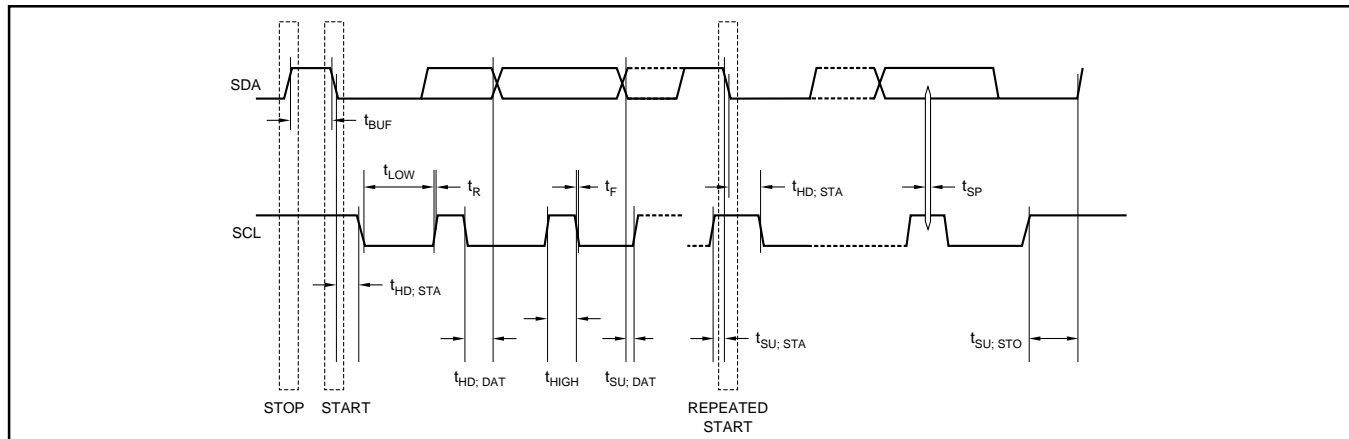 SDA
tBUF
tLOW
tR
tF
tHD; STA
tSP
SCL
tHD; STA
tSU; STA
tSU; STO
tHD; DAT
tHIGH
tSU; DAT
STOP
START
REPEATED
START